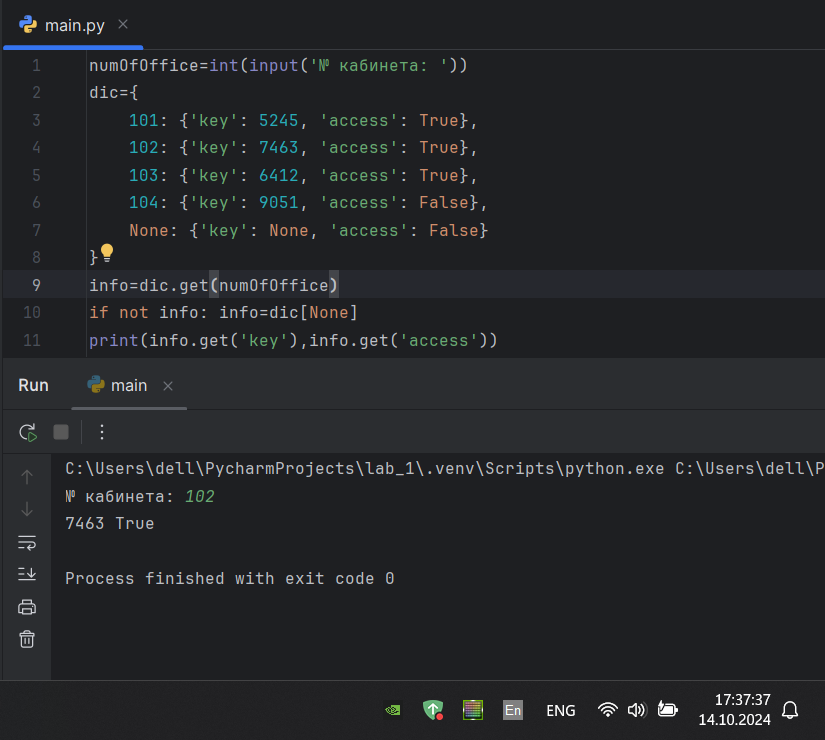 main.py
1 numOfOffice=int(input('№ кабинета: '))
2 dic={
3 101: {'key': 5245, 'access': True},
4 102: {'key': 7463, 'access': True},
5 103: {'key': 6412, 'access': True},
6 104: {'key': 9051, 'access': False},
7 None: {'key': None, 'access': False}
8 }
9 info=dic.get(numOfOffice)
10 if not info: info=dic[None]
11 print(info.get('key'),info.get('access'))
Run main
C:\Users\dell\PycharmProjects\lab_1\.venv\Scripts\python.exe C:\Users\dell\P
№ кабинета: 102
7463 True
Process finished with exit code 0
En ENG 17:37:37
14.10.2024